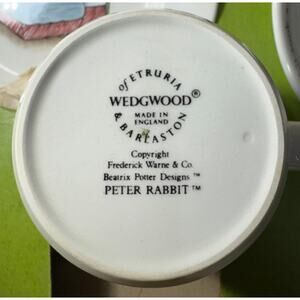 of ETRURIA
WEDGWOOD®
MADE IN
ENGLAND
& BARLASTON
Copyright
Frederick Warne & Co.
Beatrix Potter Designs ™
PETER RABBIT ™